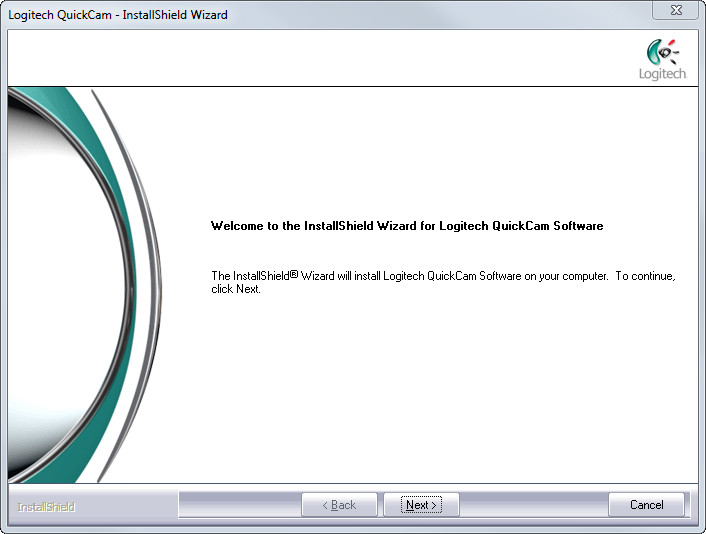 Logitech QuickCam - InstallShield Wizard
Logitech
Welcome to the InstallShield Wizard for Logitech QuickCam Software
The InstallShield® Wizard will install Logitech QuickCam Software on your computer. To continue,
click Next.
InstallShield
< Back
Next >
Cancel